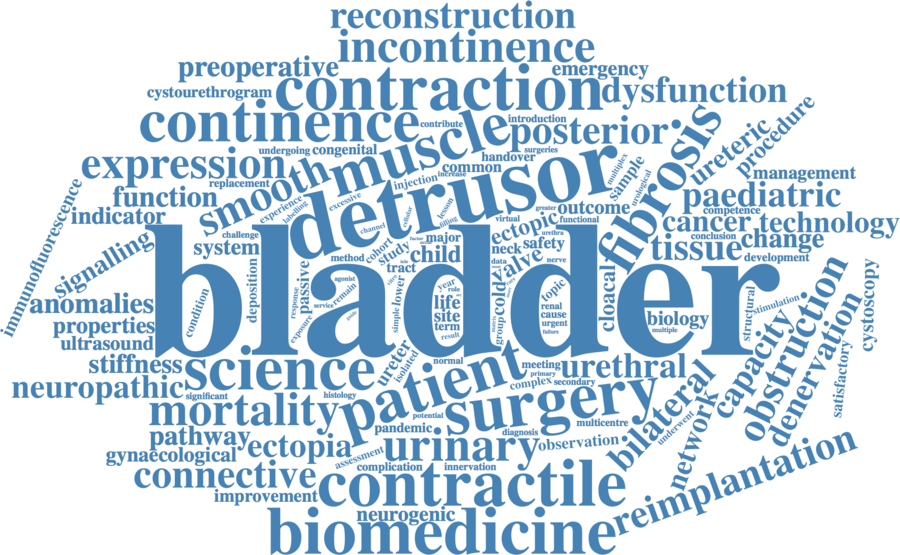 reconstruction
incontinence
preoperative
emergency
cystourethrogram
contraction
dysfunction
continence
contribute
introduction
muscle
posterior
undergoing
congenital
surgeries
handover
common
expression
smooth
detrusor
fibrosis
ureteric
procedure
management
replacement
function
indicator
immunofluorescence
signalling
experience
labelling
excessive
injection
increase
channel
cellular
lesson
filling
multiplex
sample
urological
greater
virtual
outcome
functional
paediatric
competence
cancer
technology
challenge
system
method
cohort
study
factor
major
ectopic
urethra
neck
safety
conclusion
tissue
change
development
child
valve
data
nerve
tract
bladder
anomalies
properties
ultrasound
condition
deposition
response
passive
exposure
service
remain
agonist
guide
simple
lower
year
role
life
site
term
result
cold
group
topic
renal
cause
urgent
failure
cloacal
biology
multiple
structural
stimulation
cystoscopy
stiffness
neuropathic
science
significant
histology
ureter
isolated
normal
patient
meeting
primary
complex
secondary
urethral
capacity
obstruction
denervation
satisfactory
mortality
pathway
ectopia
gynaecological
pandemic
potential
surgery
diagnosis
multicentre
bilateral
underwent
network
urinary
observation
assessment
complication
innervation
connective
improvement
contractile
neurogenic
biomedicine
reimplantation